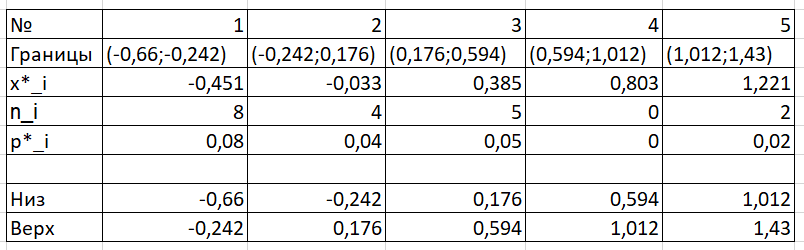 № 1 2 3 4 5
Границы (-0,66;-0,242) (-0,242;0,176) (0,176;0,594) (0,594;1,012) (1,012;1,43)
x*_i -0,451 -0,033 0,385 0,803 1,221
n_i 8 4 5 0 2
p*_i 0,08 0,04 0,05 0 0,02
Низ -0,66 -0,242 0,176 0,594 1,012
Верх -0,242 0,176 0,594 1,012 1,43